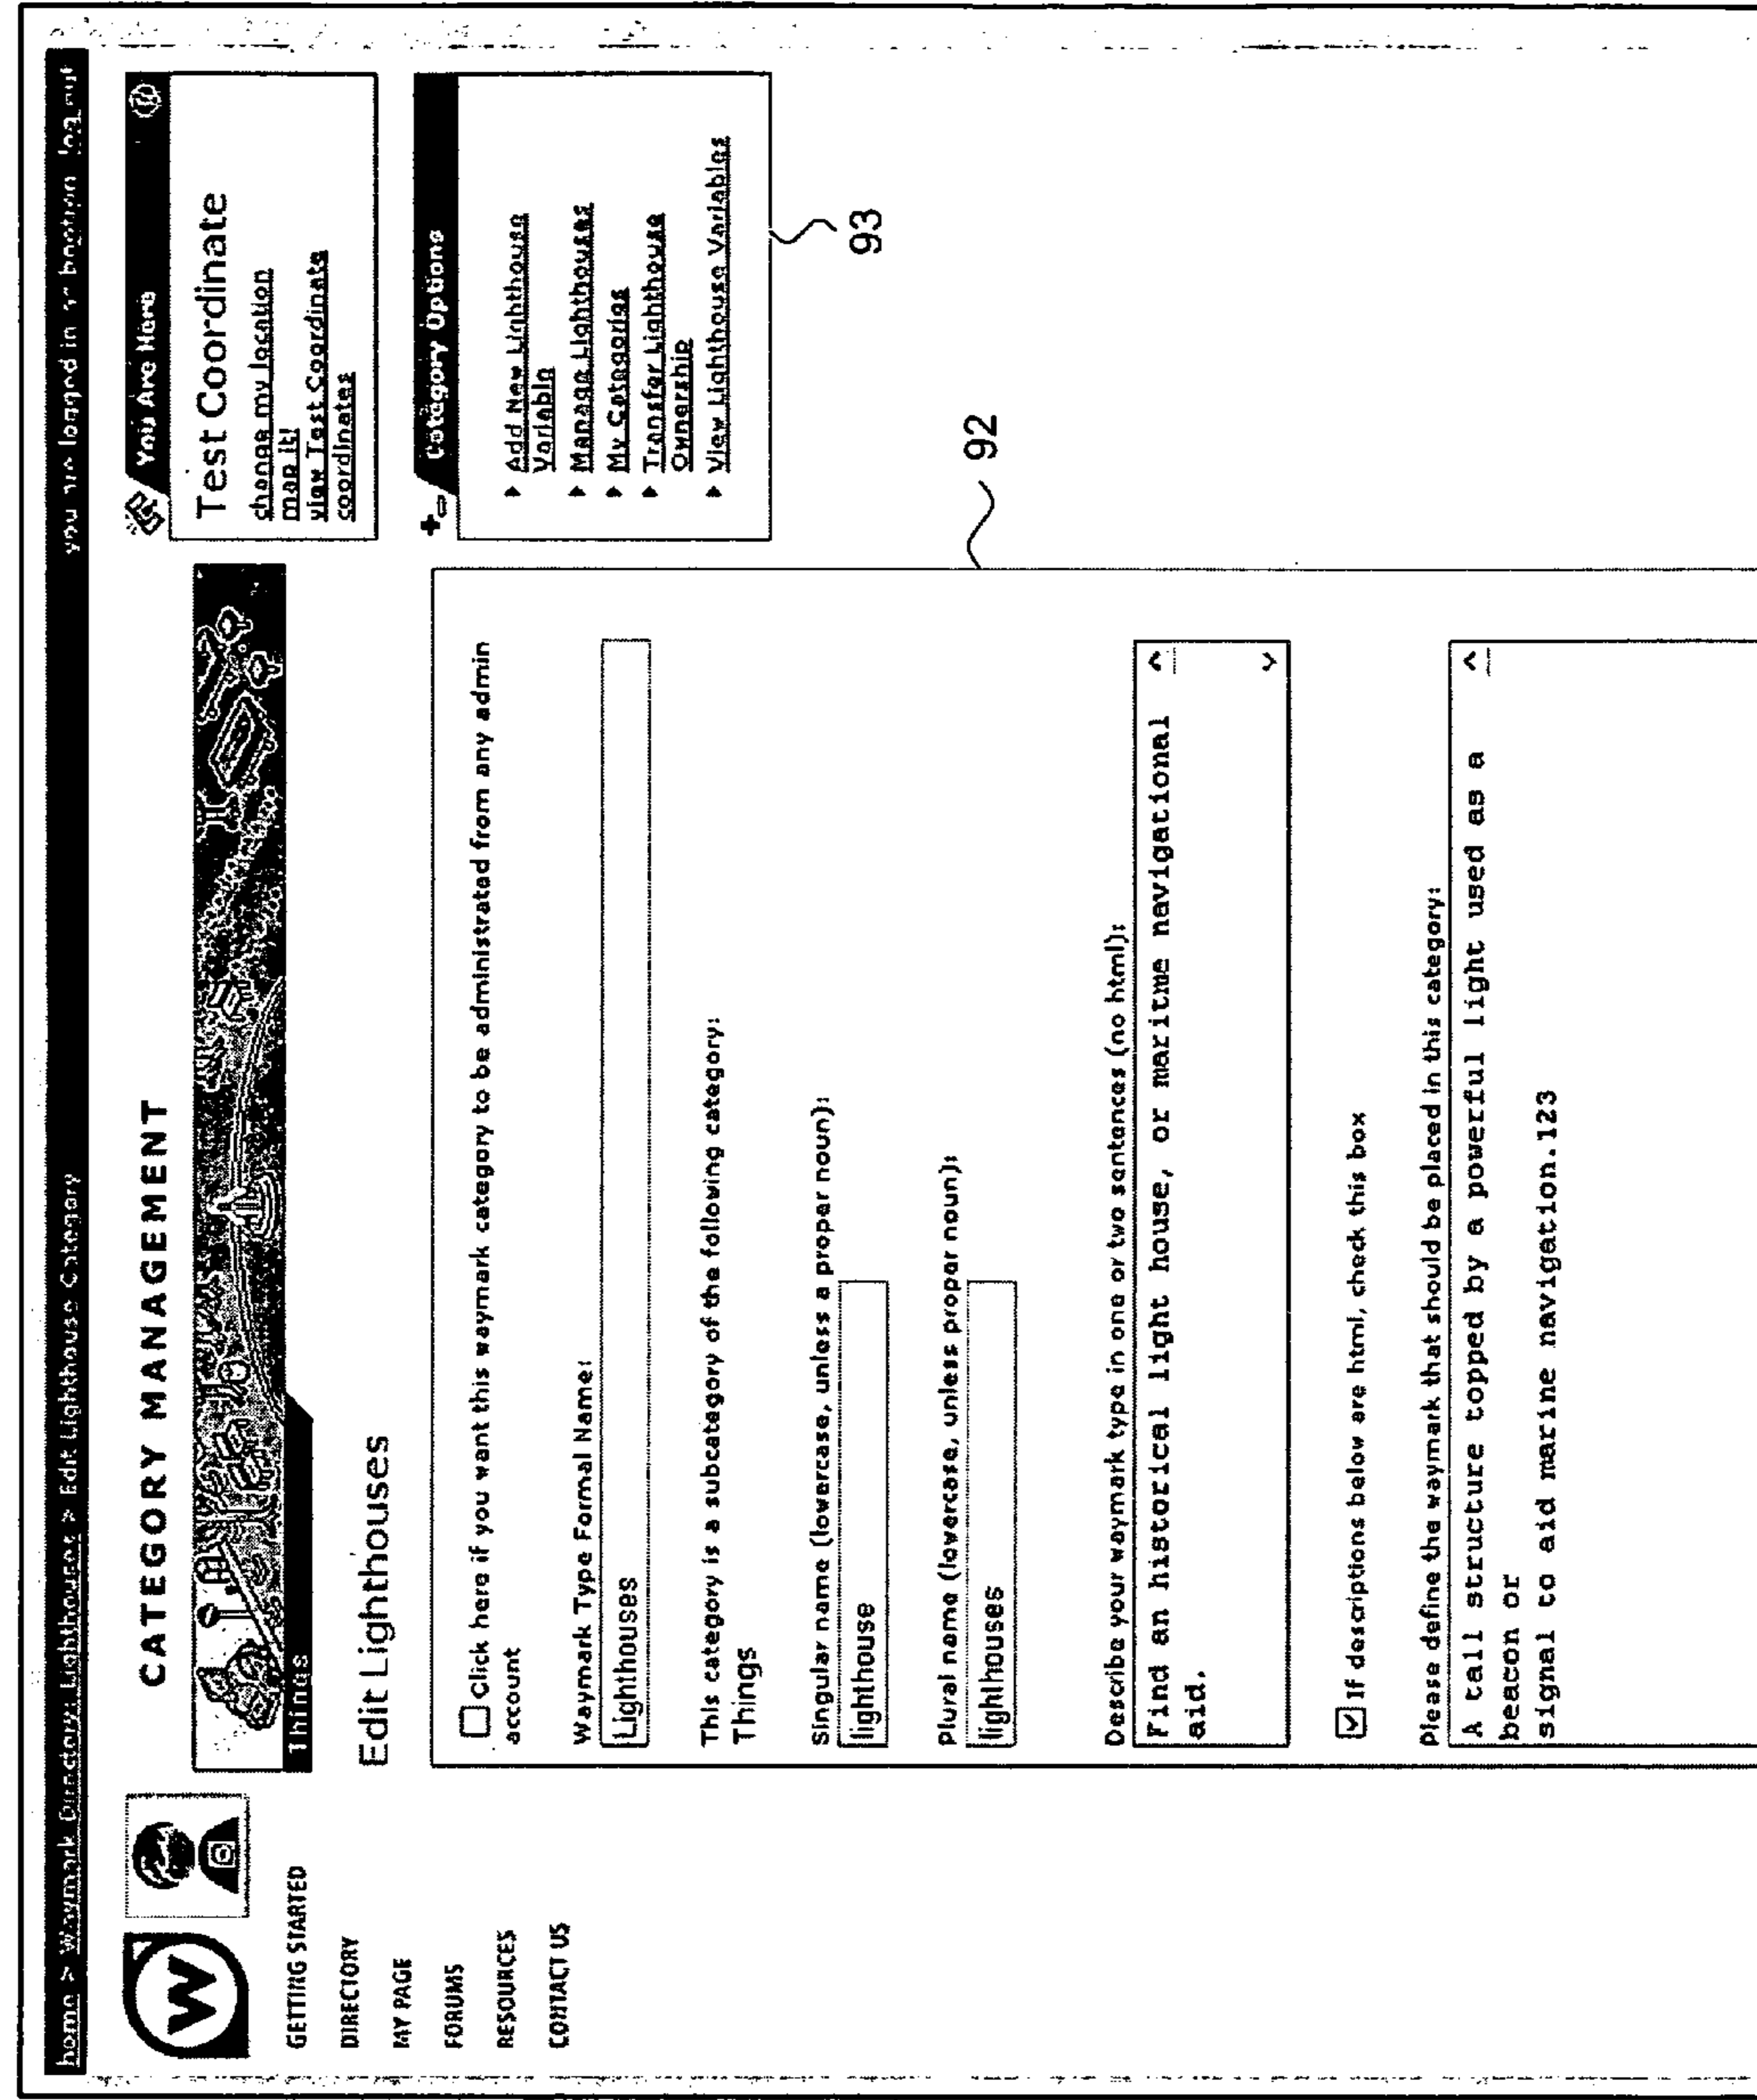 home > Waymark Directory: Lighthouses > Edit Lighthouse Category
you are logged in log out
W
GETTING STARTED
DIRECTORY
MY PAGE
FORUMS
RESOURCES
CONTACT US
CATEGORY MANAGEMENT
Things
Edit Lighthouses
Click here if you want this waymark category to be administrated from any admin
account
Waymark Type Formal Name:
Lighthouses
This category is a subcategory of the following category:
Things
Singular name (lowercase, unless a proper noun):
lighthouse
Plural name (lowercase, unless proper noun):
lighthouses
Describe your waymark type in one or two sentences (no html):
Find an historical light house, or maritme navigational
aid.
If descriptions below are html, check this box
Please define the waymark that should be placed in this category:
A tall structure topped by a powerful light used as a
beacon or
signal to aid marine navigation.123
You Are Here
Test Coordinate
change my location
map it!
view Test Coordinate
coordinates
Category Options
Add New Lighthouse
Variable
Manage Lighthouses
My Categories
Transfer Lighthouse
Ownership
View Lighthouse Variables
93
92